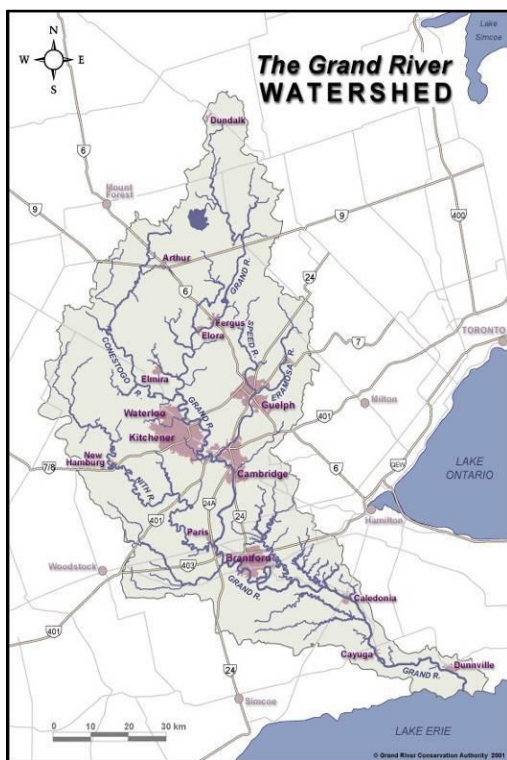 Lake
Simcoe
N
W E
S
The Grand River
WATERSHED
Dundalk
6
Mount
Forest
9
9
400
Arthur
24
6
GRAND R.
Fergus
Elora
SPEED R.
7
CONESTOGO R.
ERAMOSA R.
TORONTO
Elmira
GRAND R.
Guelph
401
Milton
Waterloo
Kitchener
New
Hamburg
7/8
Cambridge
6
QEW
LAKE
ONTARIO
NITH R.
24A
24
401
Hamilton
Paris
Brantford
Woodstock
403
GRAND R.
Caledonia
401
Cayuga
Dunnville
24
GRAND R.
Simcoe
0 10 20 30 km
LAKE ERIE
© Grand River Conservation Authority 2001